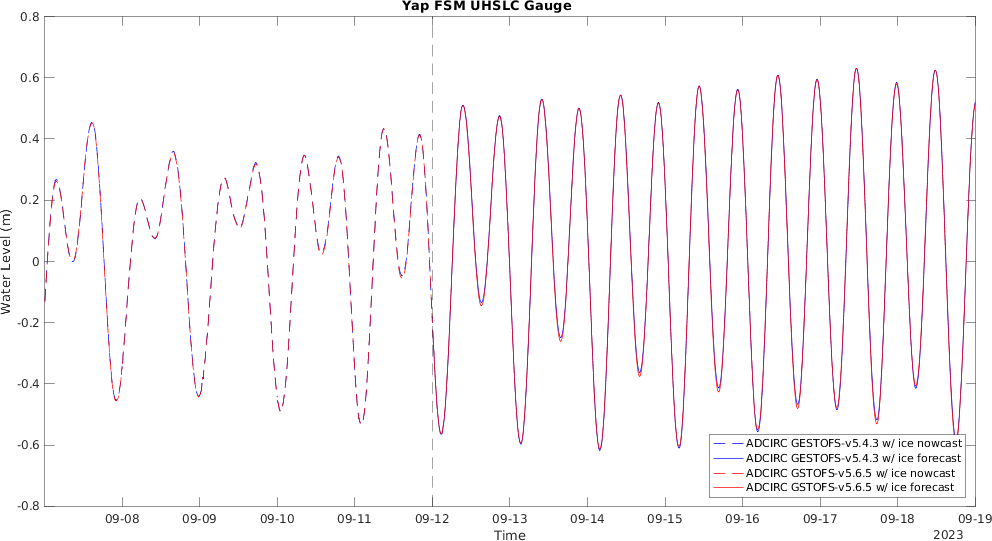 Yap FSM UHSLC Gauge
0.8
0.6
0.4
0.2
0
-0.2
-0.4
-0.6
-0.8
Water Level (m)
ADCIRC GESTOFS-v5.4.3 w/ ice nowcast
ADCIRC GESTOFS-v5.4.3 w/ ice forecast
ADCIRC GSTOFS-v5.6.5 w/ ice nowcast
ADCIRC GSTOFS-v5.6.5 w/ ice forecast
09-08 09-09 09-10 09-11 09-12 09-13 09-14 09-15 09-16 09-17 09-18 09-19
Time
2023